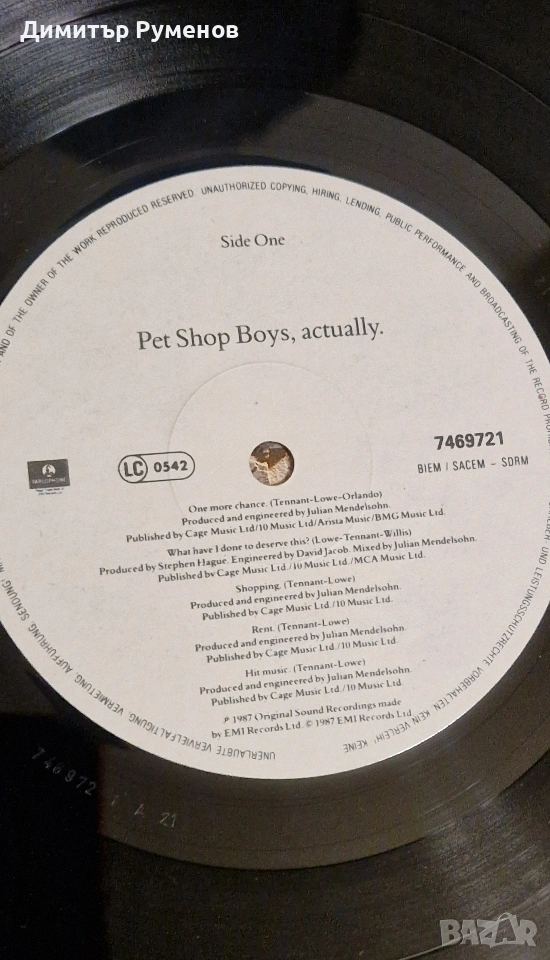 Димитър Руменов
AND OF THE OWNER OF THE WORK REPRODUCED RESERVED. UNAUTHORIZED COPYING, HIRING, LENDING, PUBLIC PERFORMANCE AND BROADCASTING OF THE RECORD
Side One
Pet Shop Boys, actually.
PARLOPHONE
LC 0542
7469721
BIEM / SACEM - SDRM
One more chance. (Tennant-Lowe-Orlando)
Produced and engineered by Julian Mendelsohn.
Published by Cage Music Ltd/10 Music Ltd/Arista Music/BMG Music Ltd.
What have I done to deserve this? (Lowe-Tennant-Willis)
Produced by Stephen Hague. Engineered by David Jacob. Mixed by Julian Mendelsohn.
Published by Cage Music Ltd./10 Music Ltd./MCA Music Ltd.
Shopping. (Tennant-Lowe)
Produced and engineered by Julian Mendelsohn.
Published by Cage Music Ltd./10 Music Ltd.
Rent. (Tennant-Lowe)
Produced and engineered by Julian Mendelsohn.
Published by Cage Music Ltd./10 Music Ltd.
Hit music. (Tennant-Lowe)
Produced and engineered by Julian Mendelsohn.
Published by Cage Music Ltd./10 Music Ltd.
℗ 1987 Original Sound Recordings made
by EMI Records Ltd. © 1987 EMI Records Ltd.
UND LEISTUNGSSCHUTZRECHTE VORBEHALTEN KEIN VERLEIH! KEINE
UNERLAUBTE VERVIELFÄLTIGUNG, VERMIETUNG, AUFFÜHRUNG, SENDUNG!
746972 1 A 21
BAZAR